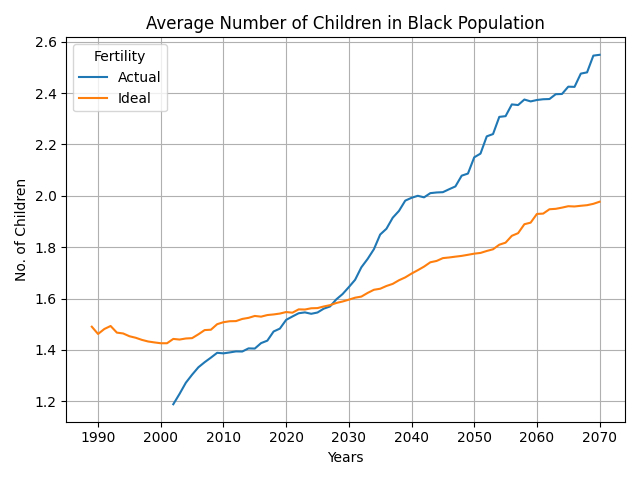 Average Number of Children in Black Population
Fertility
Actual
Ideal
No. of Children
2.6
2.4
2.2
2.0
1.8
1.6
1.4
1.2
1990 2000 2010 2020 2030 2040 2050 2060 2070
Years